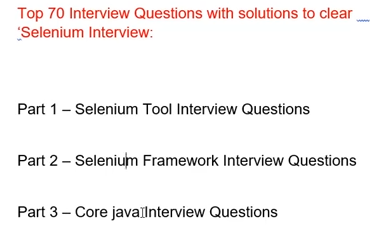 Top 70 Interview Questions with solutions to clear
‘Selenium Interview:
Part 1 – Selenium Tool Interview Questions
Part 2 – Selenium Framework Interview Questions
Part 3 – Core java Interview Questions